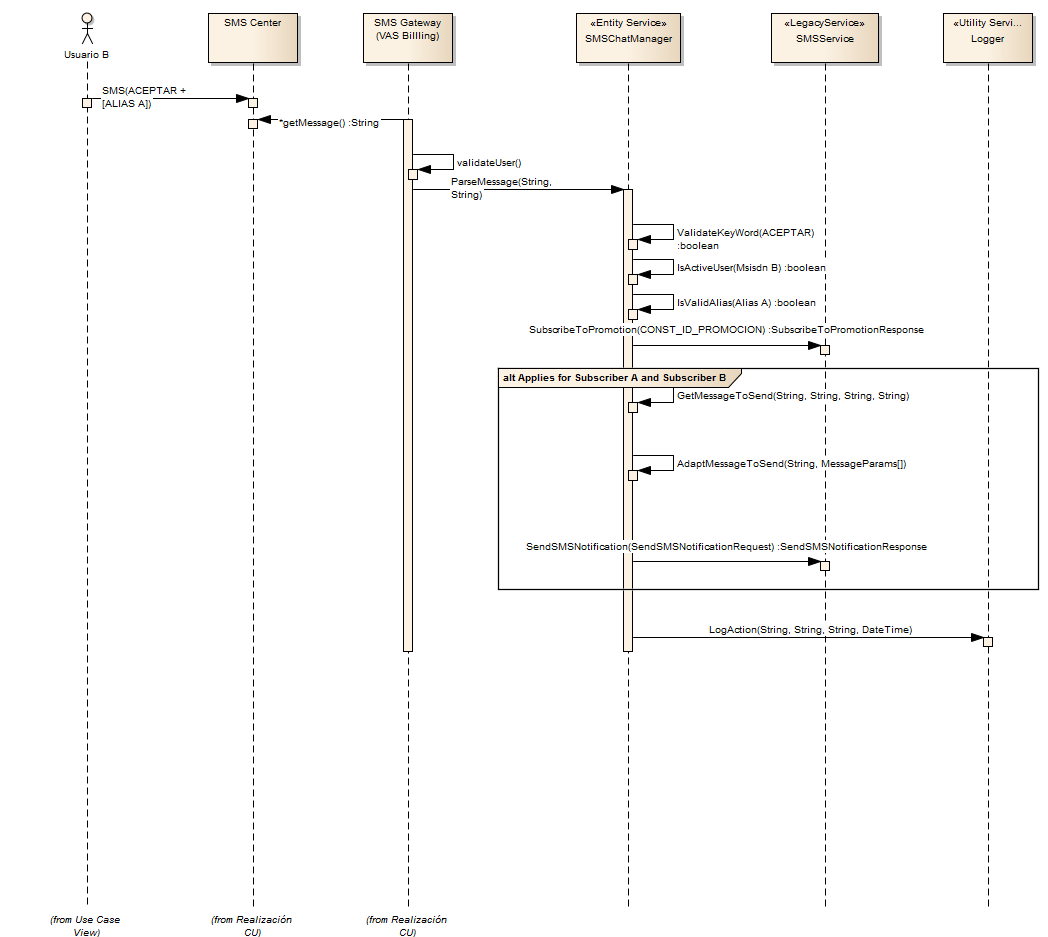 Usuario B
SMS Center
SMS Gateway
(VAS Billling)
«Entity Service»
SMSChatManager
«LegacyService»
SMSService
«Utility Servi...
Logger
SMS(ACEPTAR +
[ALIAS A])
*getMessage() :String
validateUser()
ParseMessage(String,
String)
ValidateKeyWord(ACEPTAR)
:boolean
IsActiveUser(Msisdn B) :boolean
IsValidAlias(Alias A) :boolean
SubscribeToPromotion(CONST_ID_PROMOCION) :SubscribeToPromotionResponse
alt Applies for Subscriber A and Subscriber B
GetMessageToSend(String, String, String, String)
AdaptMessageToSend(String, MessageParams[])
SendSMSNotification(SendSMSNotificationRequest) :SendSMSNotificationResponse
LogAction(String, String, String, DateTime)
(from Use Case
View)
(from Realización
CU)
(from Realización
CU)